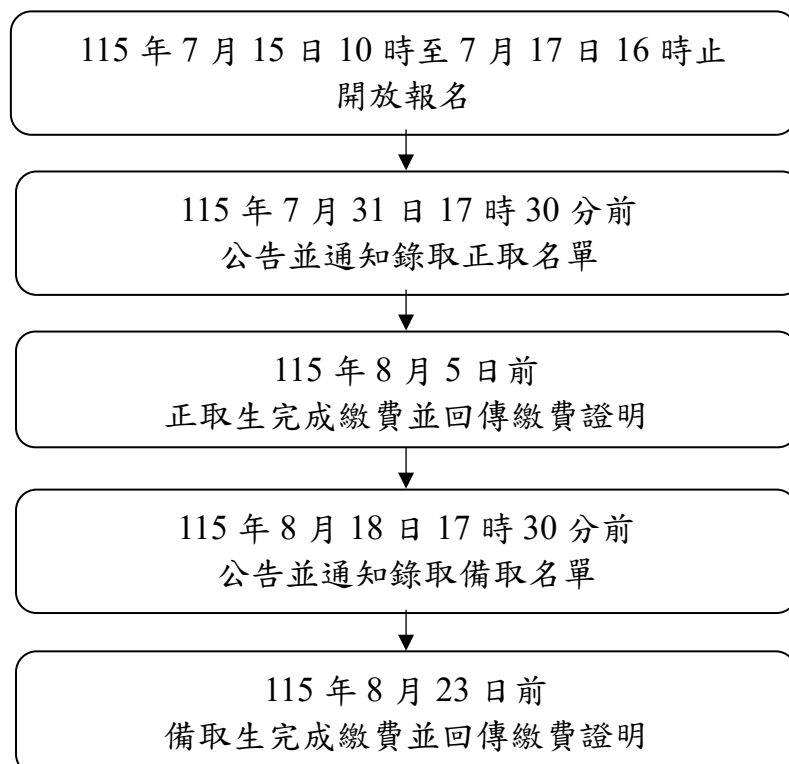 115 年 7 月 15 日 10 時至 7 月 17 日 16 時止
開放報名
115 年 7 月 31 日 17 時 30 分前
公告並通知錄取正取名單
115 年 8 月 5 日前
正取生完成繳費並回傳繳費證明
115 年 8 月 18 日 17 時 30 分前
公告並通知錄取備取名單
115 年 8 月 23 日前
備取生完成繳費並回傳繳費證明